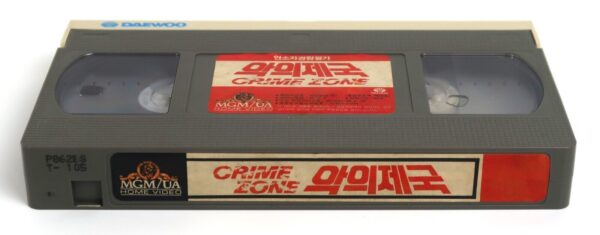 DAEWOO
악의제국
CRIME ZONE
MGM/UA
HOME VIDEO
T- 105
MGM/UA
HOME VIDEO
CRIME
ZONE
악의제국